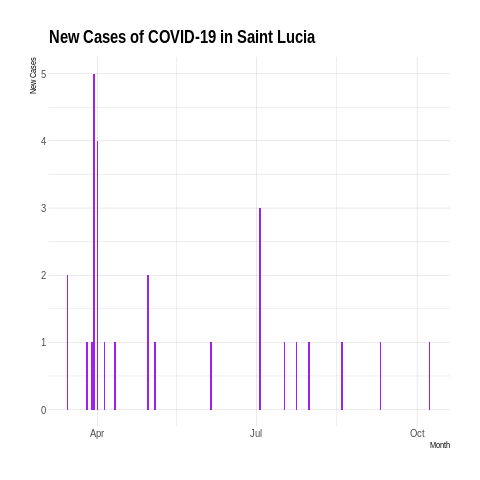 New Cases of COVID-19 in Saint Lucia
New Cases
5
4
3
2
1
0
Apr
Jul
Oct
Month